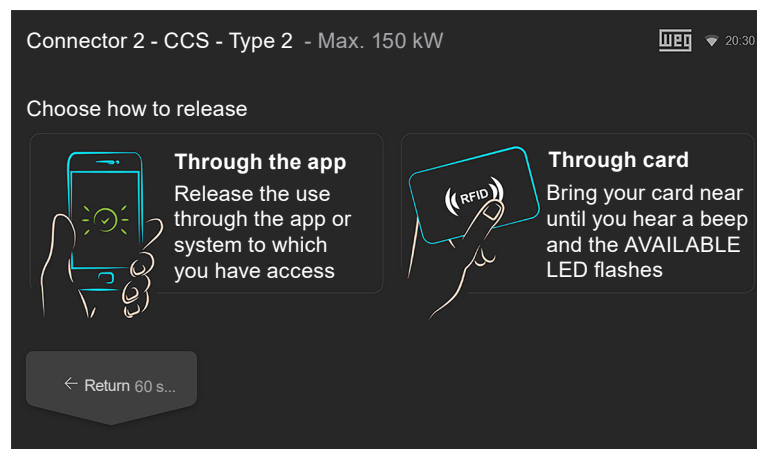 Connector 2 - CCS - Type 2 - Max. 150 kW
WEG
20:30
Choose how to release
Through the app
Release the use
through the app or
system to which
you have access
RFID
Through card
Bring your card near
until you hear a beep
and the AVAILABLE
LED flashes
Return 60 s...